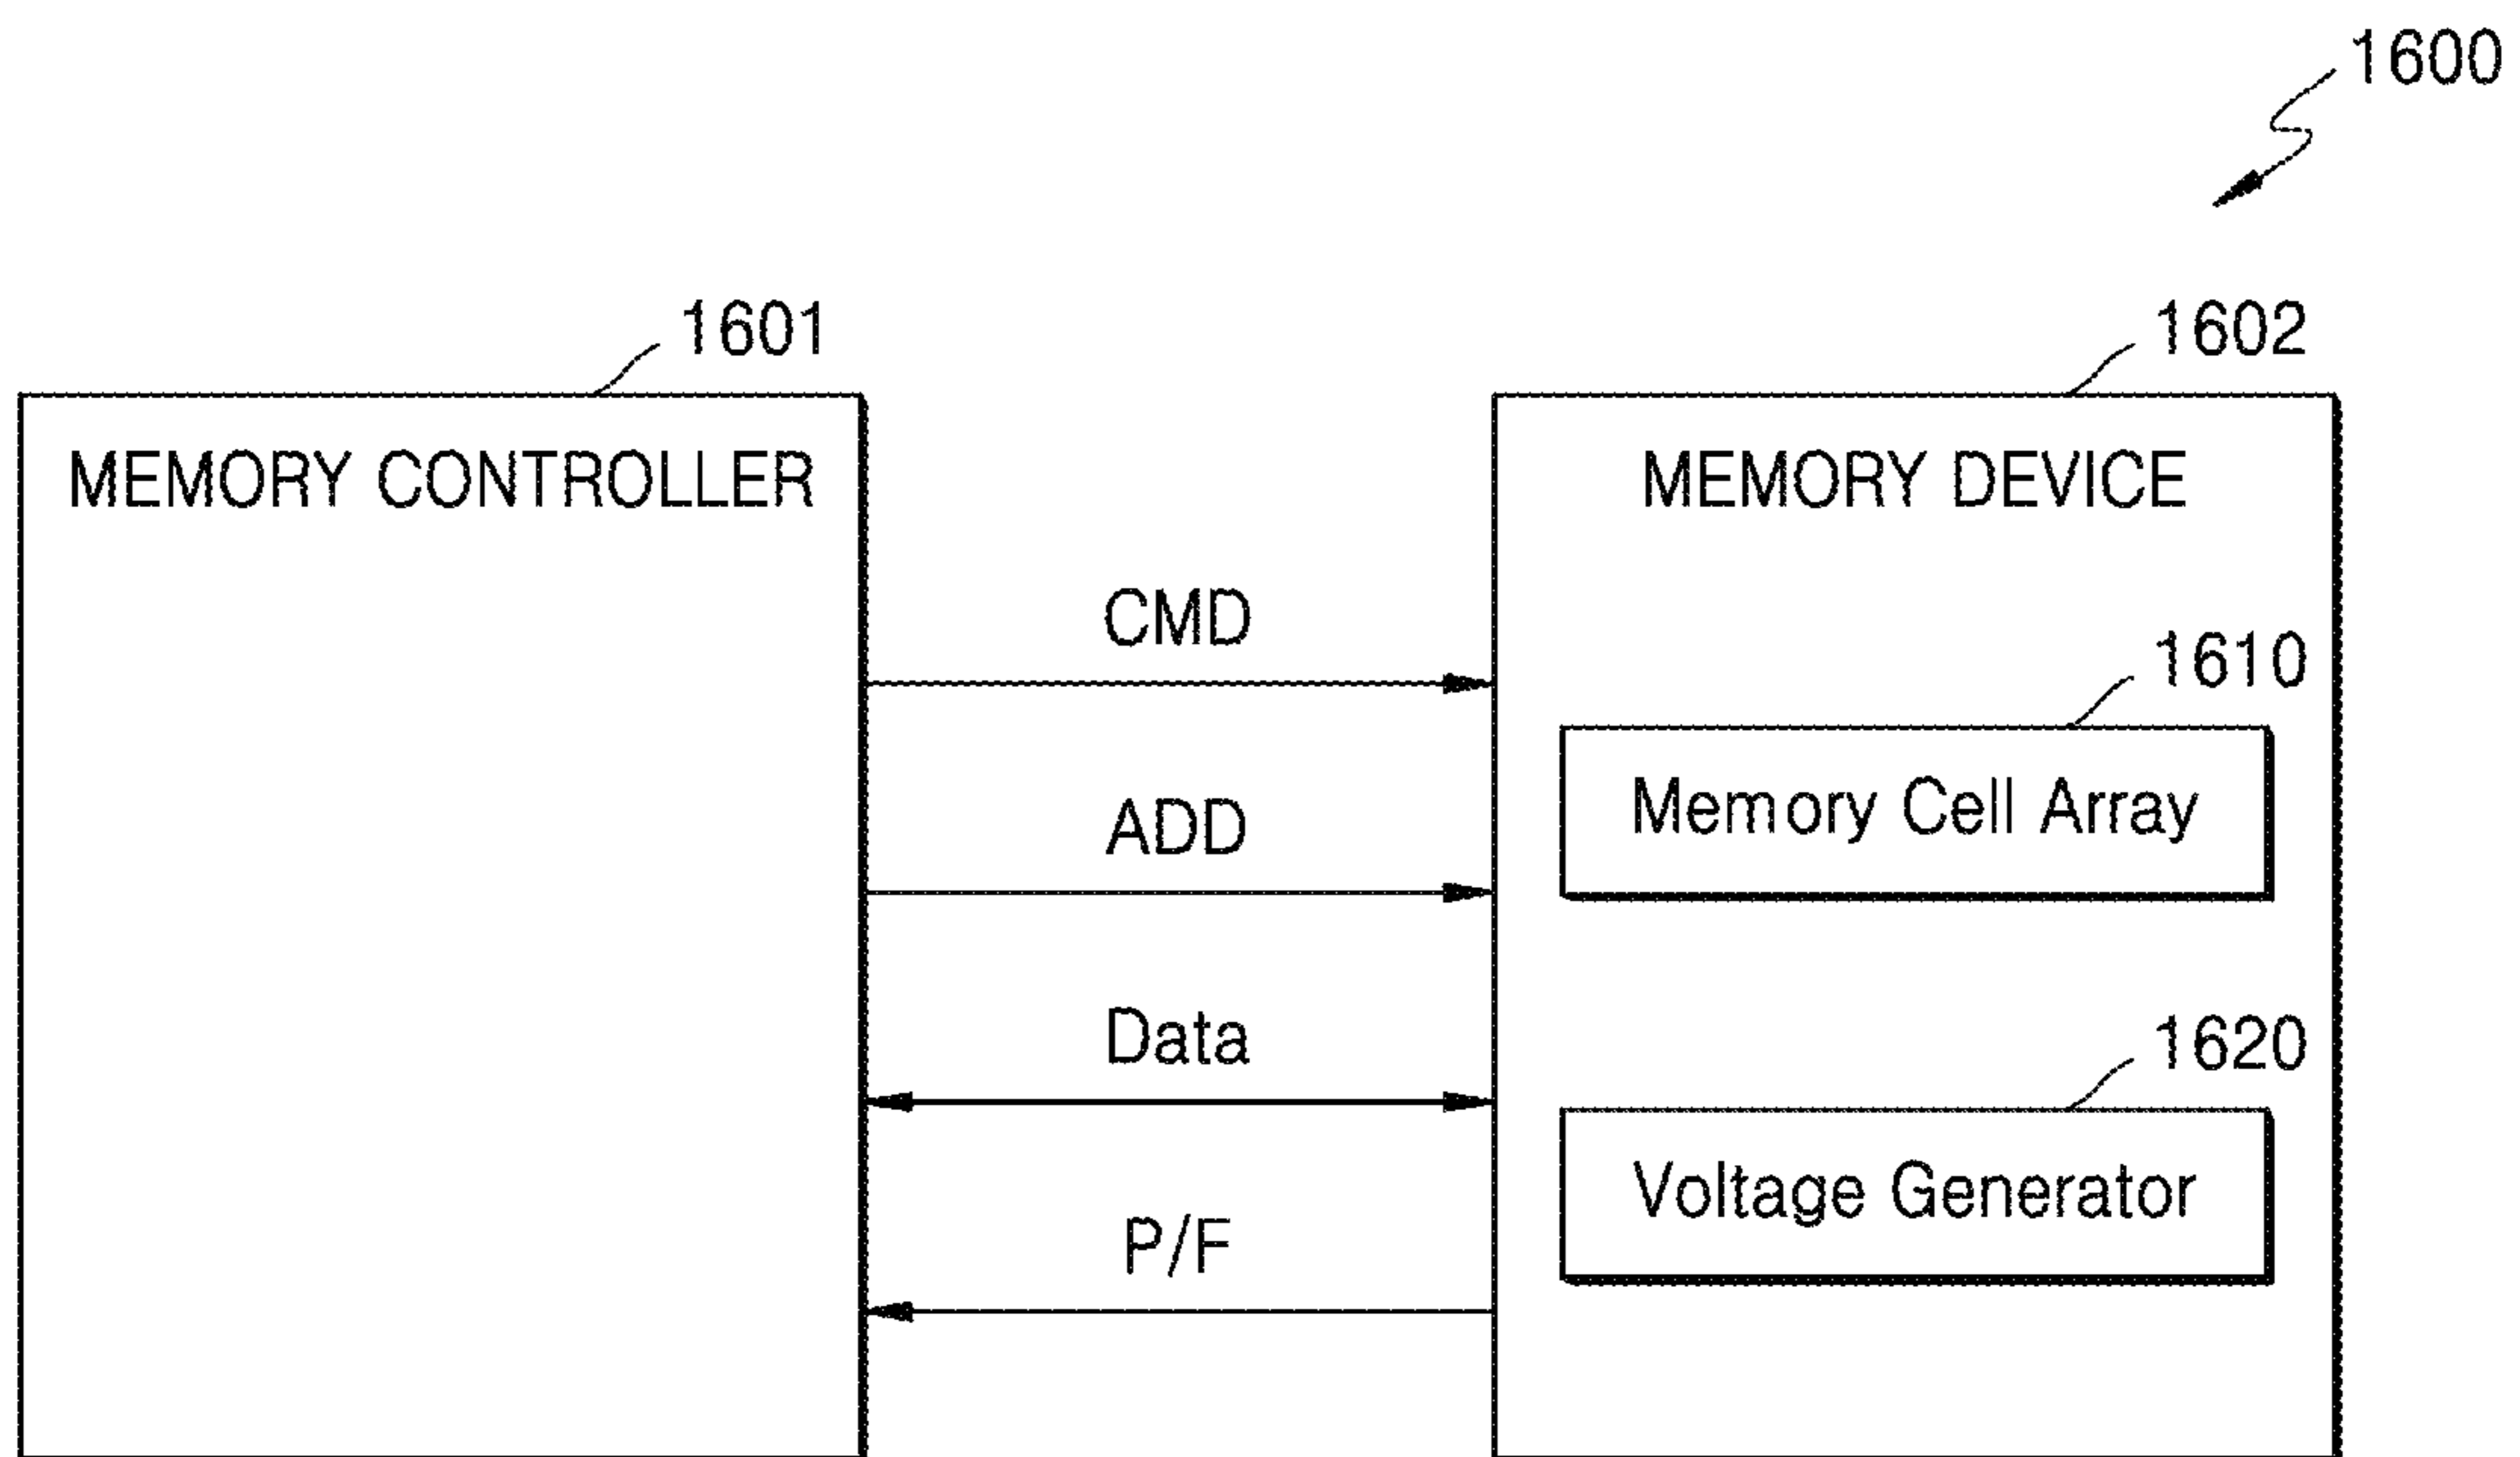 1600
1601
1602
MEMORY CONTROLLER
MEMORY DEVICE
CMD
1610
Memory Cell Array
ADD
Data
1620
Voltage Generator
P/F